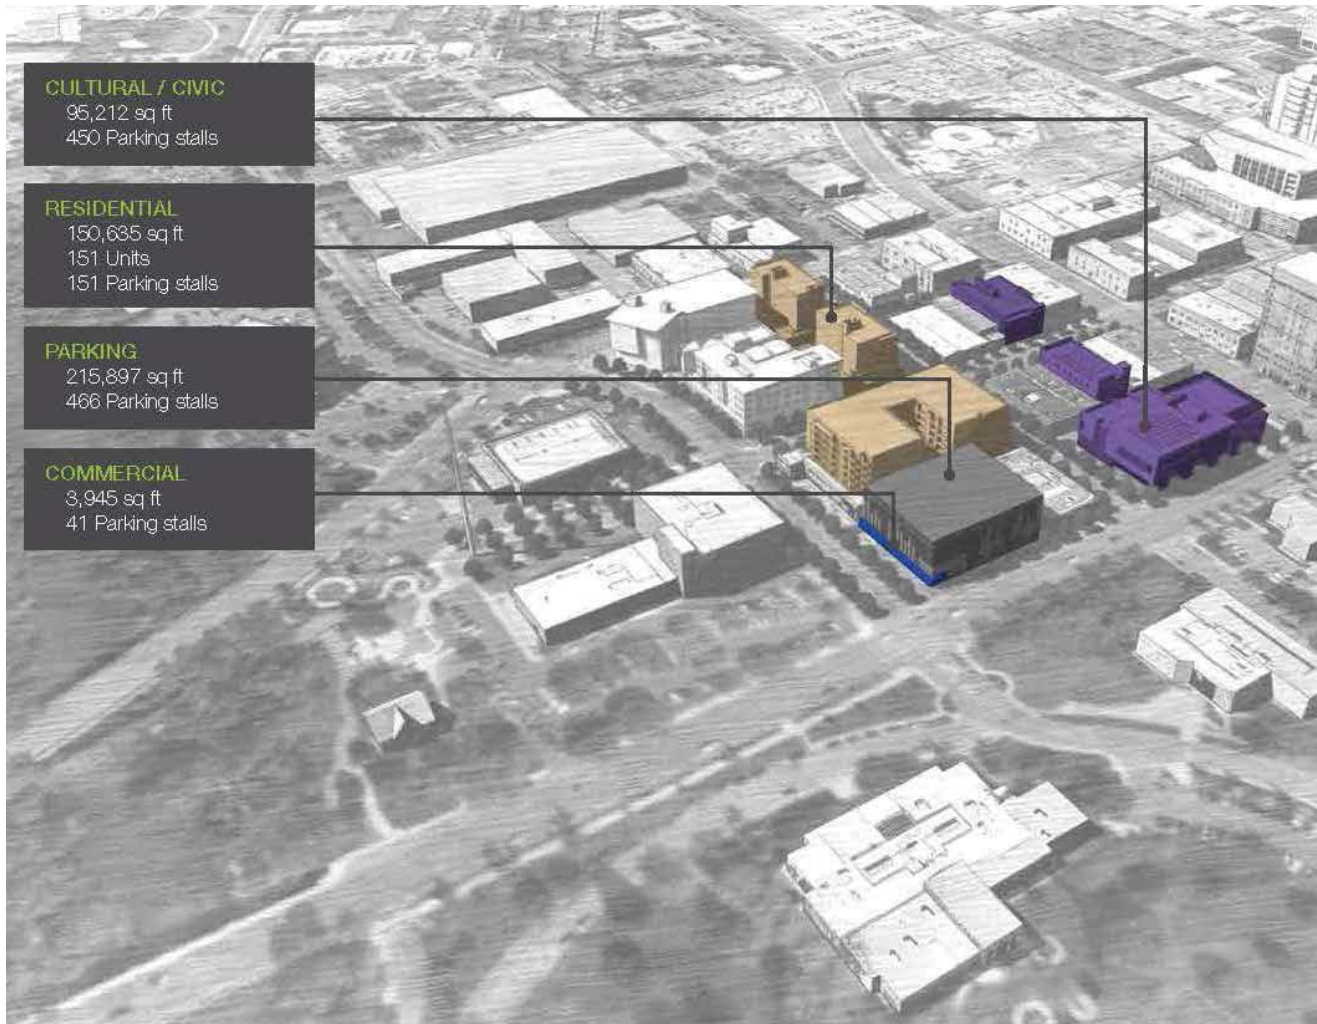 CULTURAL / CIVIC
95,212 sq ft
450 Parking stalls
RESIDENTIAL
150,635 sq ft
151 Units
151 Parking stalls
PARKING
215,897 sq ft
466 Parking stalls
COMMERCIAL
3,945 sq ft
41 Parking stalls